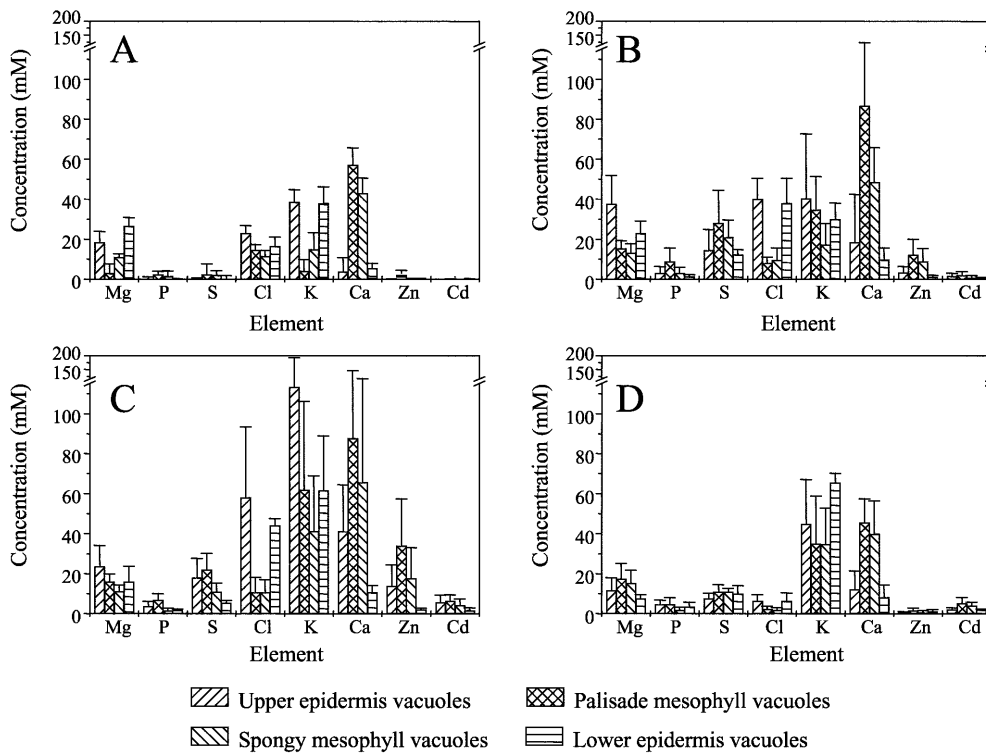 A
Concentration (mM)
200
150
100
80
60
40
20
0
Mg P S Cl K Ca Zn Cd
Element
B
Concentration (mM)
200
150
100
80
60
40
20
0
Mg P S Cl K Ca Zn Cd
Element
C
Concentration (mM)
200
150
100
80
60
40
20
0
Mg P S Cl K Ca Zn Cd
Element
D
Concentration (mM)
200
150
100
80
60
40
20
0
Mg P S Cl K Ca Zn Cd
Element
Upper epidermis vacuoles
Palisade mesophyll vacuoles
Spongy mesophyll vacuoles
Lower epidermis vacuoles